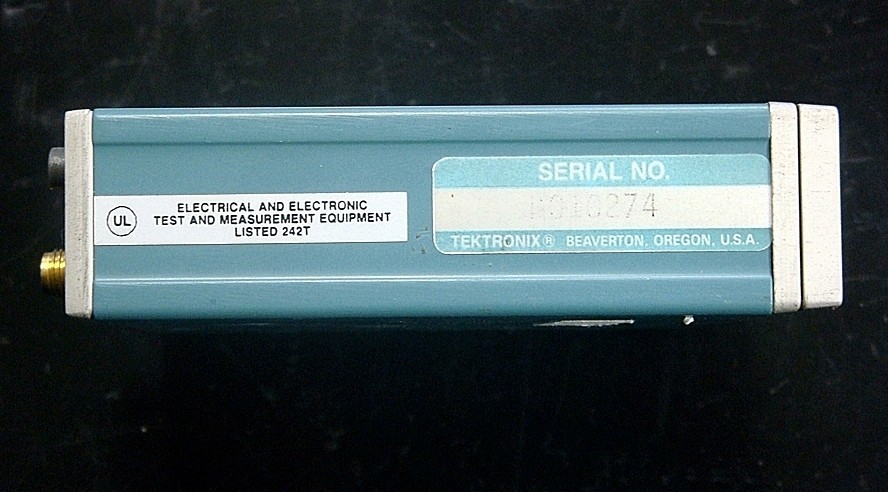 UL
ELECTRICAL AND ELECTRONIC
TEST AND MEASUREMENT EQUIPMENT
LISTED 242T
SERIAL NO.
TEKTRONIX® BEAVERTON, OREGON, U.S.A.